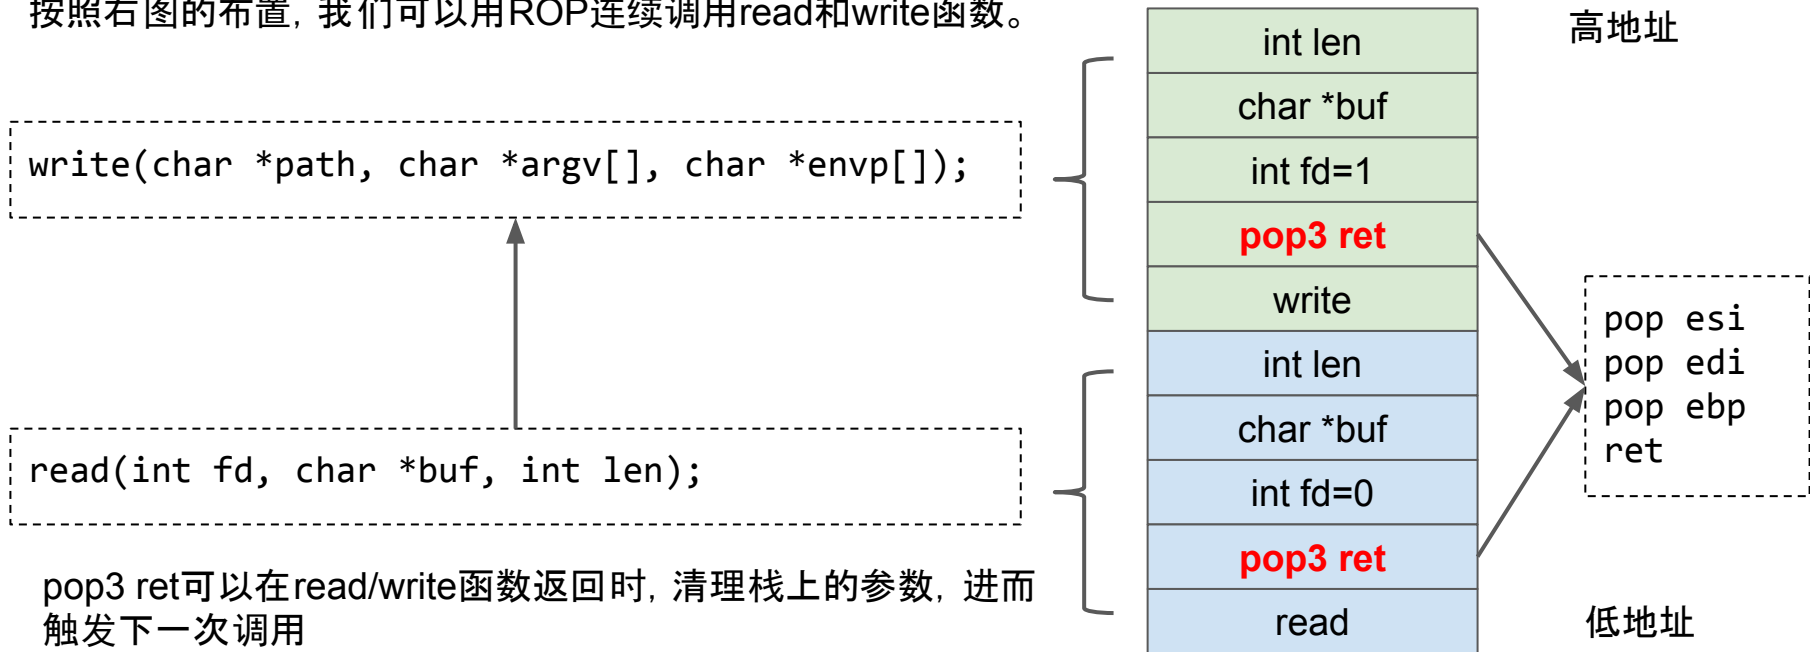 按照右图的布置，我们可以用ROP连续调用read和write函数。
高地址
int len
char *buf
write(char *path, char *argv[], char *envp[]);
int fd=1
pop3 ret
write
int len
char *buf
read(int fd, char *buf, int len);
int fd=0
pop3 ret
read
pop esi
pop edi
pop ebp
ret
pop3 ret可以在read/write函数返回时，清理栈上的参数，进而
触发下一次调用
低地址